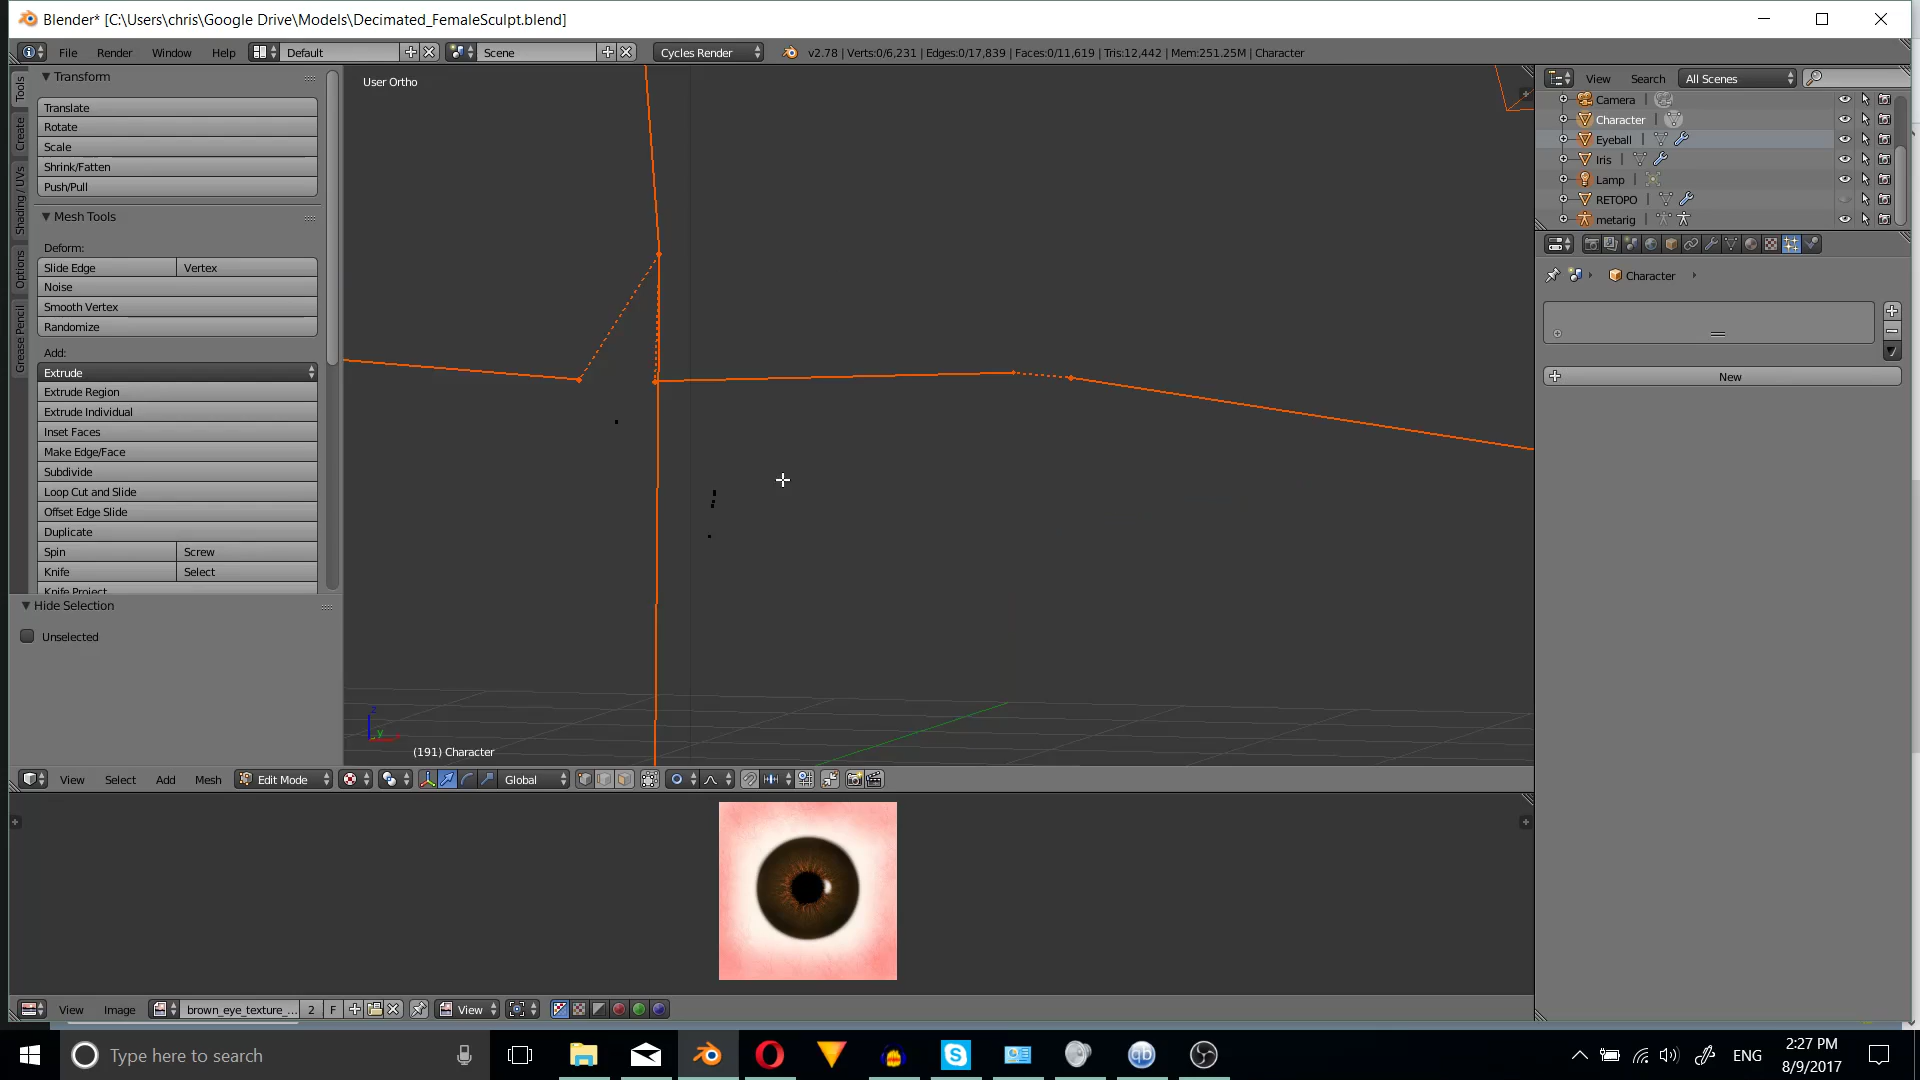 Blender* [C:\Users\chris\Google Drive\Models\Decimated_FemaleSculpt.blend]
File Render Window Help Default Scene Cycles Render v2.78 | Verts:0/6,231 | Edges:0/17,839 | Faces:0/11,619 | Tris:12,442 | Mem:251.25M | Character
Tools
Create
Shading / UVs
Options
Grease Pencil
Transform
Translate
Rotate
Scale
Shrink/Fatten
Push/Pull
Mesh Tools
Deform:
Slide Edge Vertex
Noise
Smooth Vertex
Randomize
Add:
Extrude
Extrude Region
Extrude Individual
Inset Faces
Make Edge/Face
Subdivide
Loop Cut and Slide
Offset Edge Slide
Duplicate
Spin Screw
Knife Select
Knife Project
Hide Selection
Unselected
User Ortho
z
y
(191) Character
View Select Add Mesh Edit Mode Global
View Search All Scenes
Camera
Character
Eyeball
Iris
Lamp
RETOPO
metarig
Character
New
View Image brown_eye_texture_... 2 F View
Type here to search
ENG
2:27 PM
8/9/2017